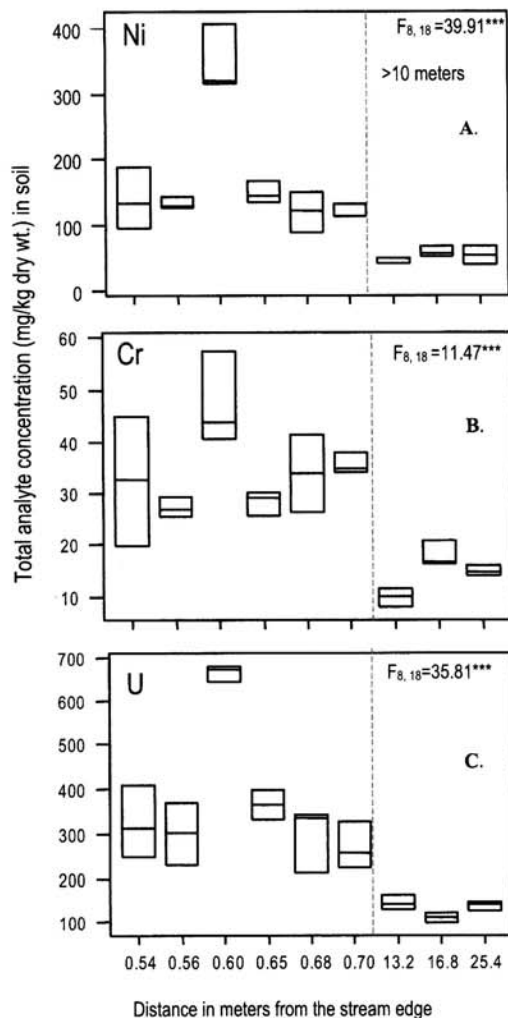 Total analyte concentration (mg/kg dry wt.) in soil
Ni
F8, 18 =39.91***
>10 meters
A.
400
300
200
100
0
Cr
F8, 18 =11.47***
B.
60
50
40
30
20
10
U
F8, 18=35.81***
C.
700
600
500
400
300
200
100
0.54 0.56 0.60 0.65 0.68 0.70 13.2 16.8 25.4
Distance in meters from the stream edge